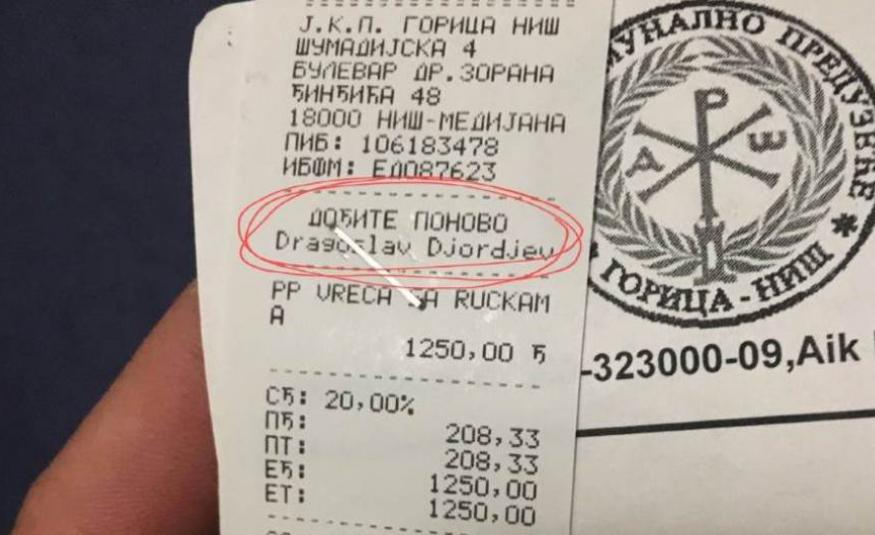 Ј.К.П. ГОРИЦА НИШ
ШУМАДИЈСКА 4
БУЛЕВАР ДР.ЗОРАНА
ЂИНЂИЋА 48
18000 НИШ-МЕДИЈАНА
ПИБ: 106183478
ИБФМ: ЕД087623
ДОЂИТЕ ПОНОВО
Dragoslav Djordjev
PP VRECA SA RUCKAM
A
1250,00 Ђ
СЂ: 20,00%
ПЂ: 208,33
ПТ: 208,33
ЕЂ: 1250,00
ЕТ: 1250,00
ПРЕДУЗЕЋЕ * ГОРИЦА - НИШ *
-323000-09,Aik